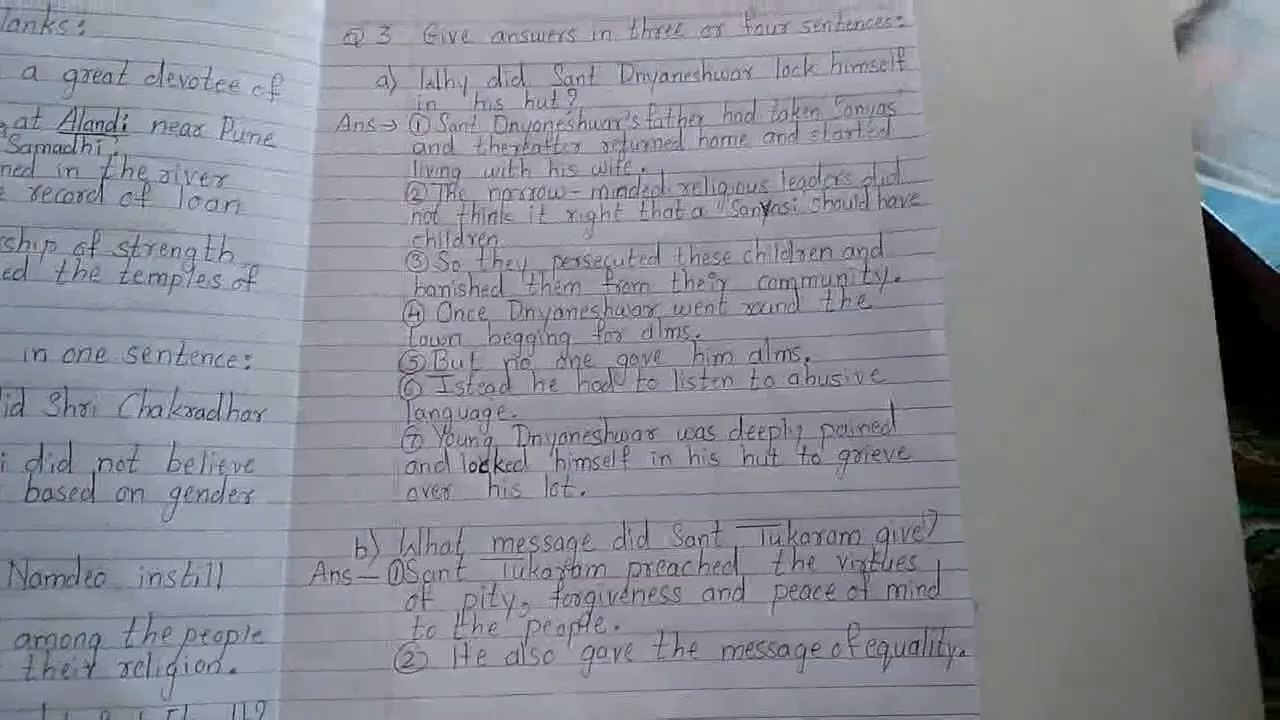 lanks:
a great devotee of
at Alandi near Pune
Samadhi'.
ned in the river
record of loan
ship of strength
ed the temples of
in one sentence:
id Shri Chakradhar
i did not believe
based on gender
Namdeo instill
among the people
their religion.
Q 3 Give answers in three or four sentences:
a) Why did Sant Dnyaneshwar lock himself
in his hut?
Ans → ① Sant Dnyaneshwar's father had taken 'Sanyas'
and therbatter returned home and started
living with his wife.
② The narrow-minded religious leaders did
not think it right that a 'Sanyasi should have
children
③ So they persecuted these children and
banished them from their community.
④ Once Dnyaneshwar went round the
town begging for alms.
⑤ But no one gave him alms.
⑥ Istead he had to listen to abusive
language.
⑦ Young Dnyaneshwar was deeply pained
and locked himself in his hut to grieve
over his lot.
b) What message did Sant Tukaram give?
Ans - ① Sant Tukaram preached the virtues
of pity, forgiveness and peace of mind
to the people.
② He also gave the message of equality.